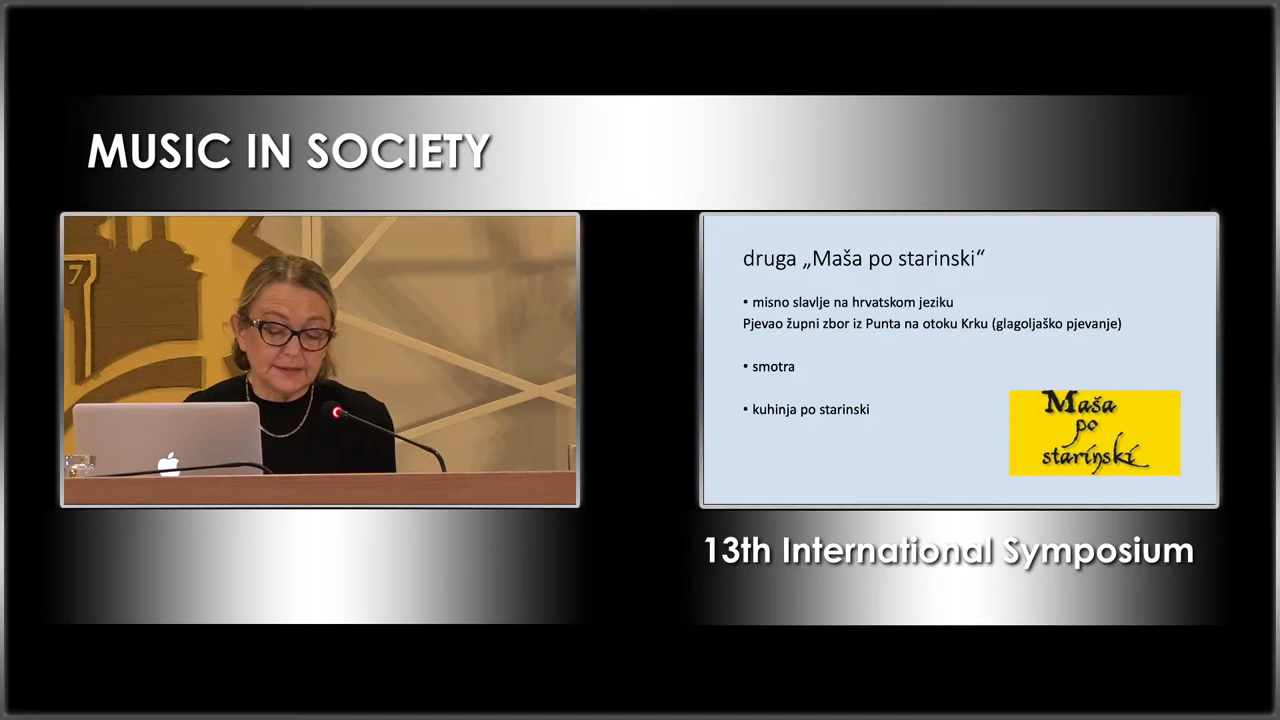 MUSIC IN SOCIETY
7
druga „Maša po starinski“
• misno slavlje na hrvatskom jeziku
Pjevao župni zbor iz Punta na otoku Krku (glagoljaško pjevanje)
• smotra
• kuhinja po starinski
Maša
po
starinski
13th International Symposium